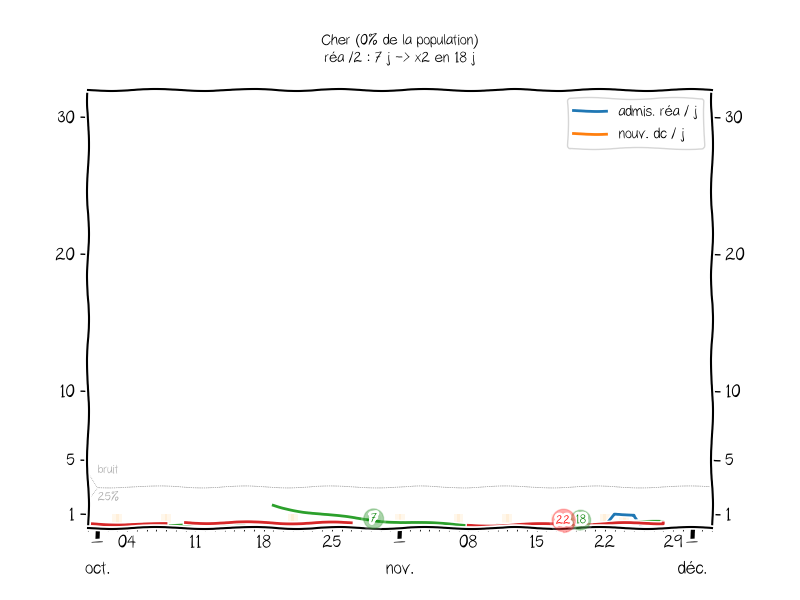 Cher (0% de la population)
réa /2 : 7 j -> x2 en 18 j
admis. réa / j
nouv. dc / j
30
30
20
20
10
10
5
5
bruit
25%
1
1
7
22
18
04
11
18
25
08
15
22
29
oct.
nov.
déc.